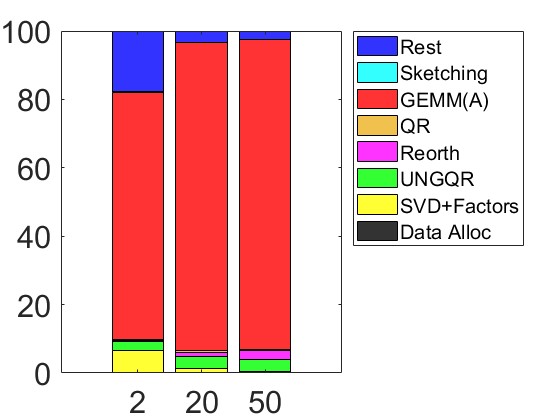 100
80
60
40
20
0
2 20 50
Rest
Sketching
GEMM(A)
QR
Reorth
UNGQR
SVD+Factors
Data Alloc